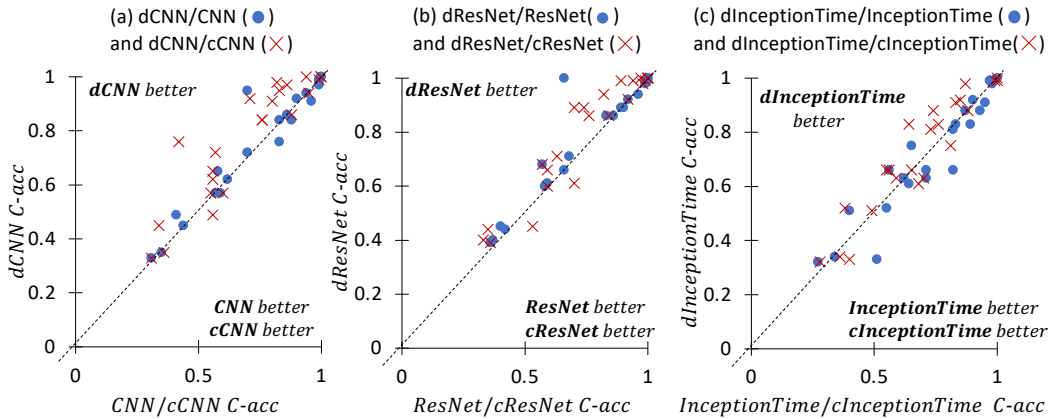 (a) dCNN/CNN ( )
and dCNN/cCNN ( )
dCNN better
CNN better
cCNN better
dCNN C-acc
1
0.8
0.6
0.4
0.2
0
0 0.5 1
CNN/cCNN C-acc
(b) dResNet/ResNet( )
and dResNet/cResNet ( )
dResNet better
ResNet better
cResNet better
dResNet C-acc
1
0.8
0.6
0.4
0.2
0
0 0.5 1
ResNet/cResNet C-acc
(c) dInceptionTime/InceptionTime ( )
and dInceptionTime/cInceptionTime( )
dInceptionTime
better
InceptionTime better
cInceptionTime better
dInceptionTime C-acc
1
0.8
0.6
0.4
0.2
0
0 0.5 1
InceptionTime/cInceptionTime C-acc